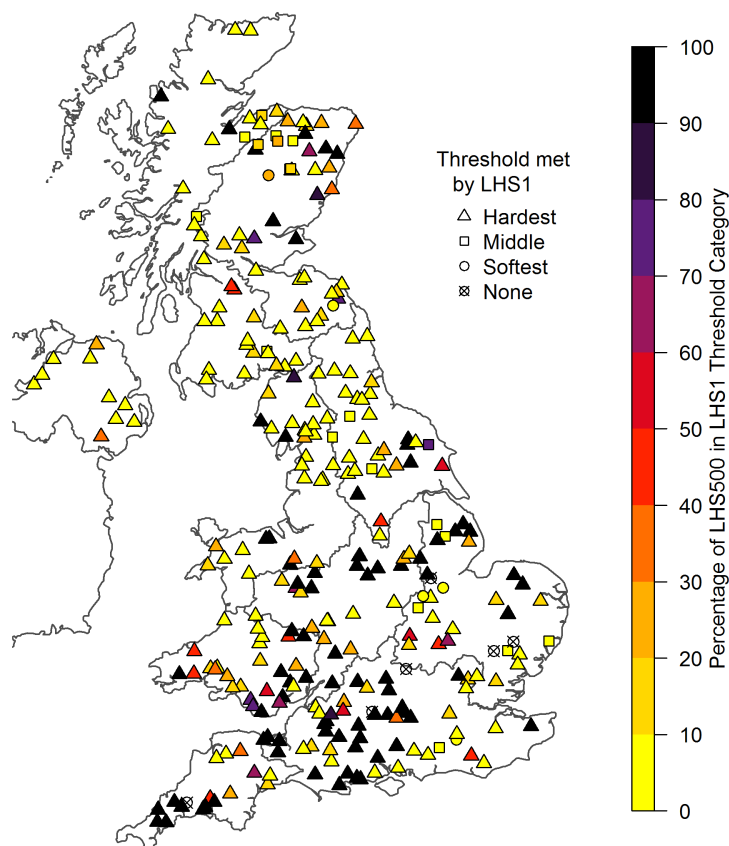 Threshold met
by LHS1
Hardest
Middle
Softest
None
100
90
80
70
60
50
40
30
20
10
0
Percentage of LHS500 in LHS1 Threshold Category